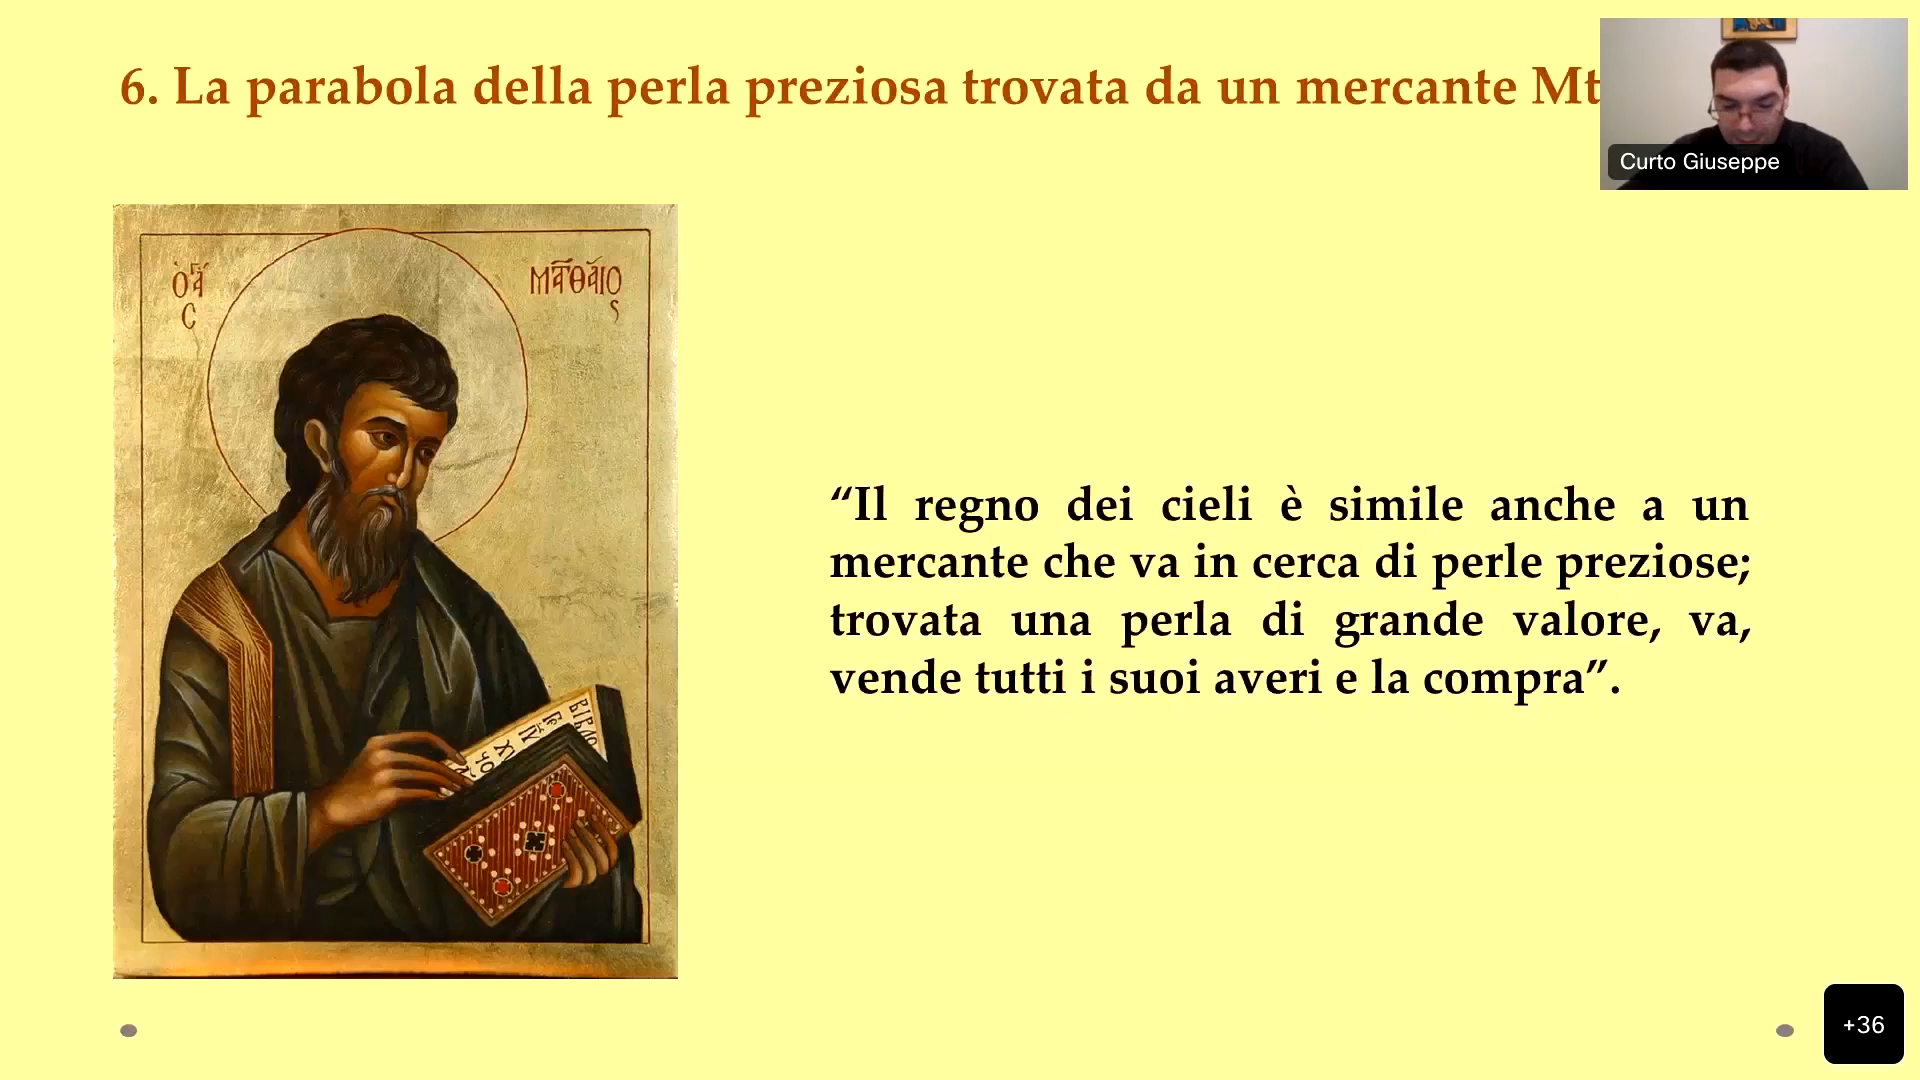 6. La parabola della perla preziosa trovata da un mercante Mt
Curto Giuseppe
ΜΑΤΘΑΙΟ
ς
“Il regno dei cieli è simile anche a un
mercante che va in cerca di perle preziose;
trovata una perla di grande valore, va,
vende tutti i suoi averi e la compra”.
+36